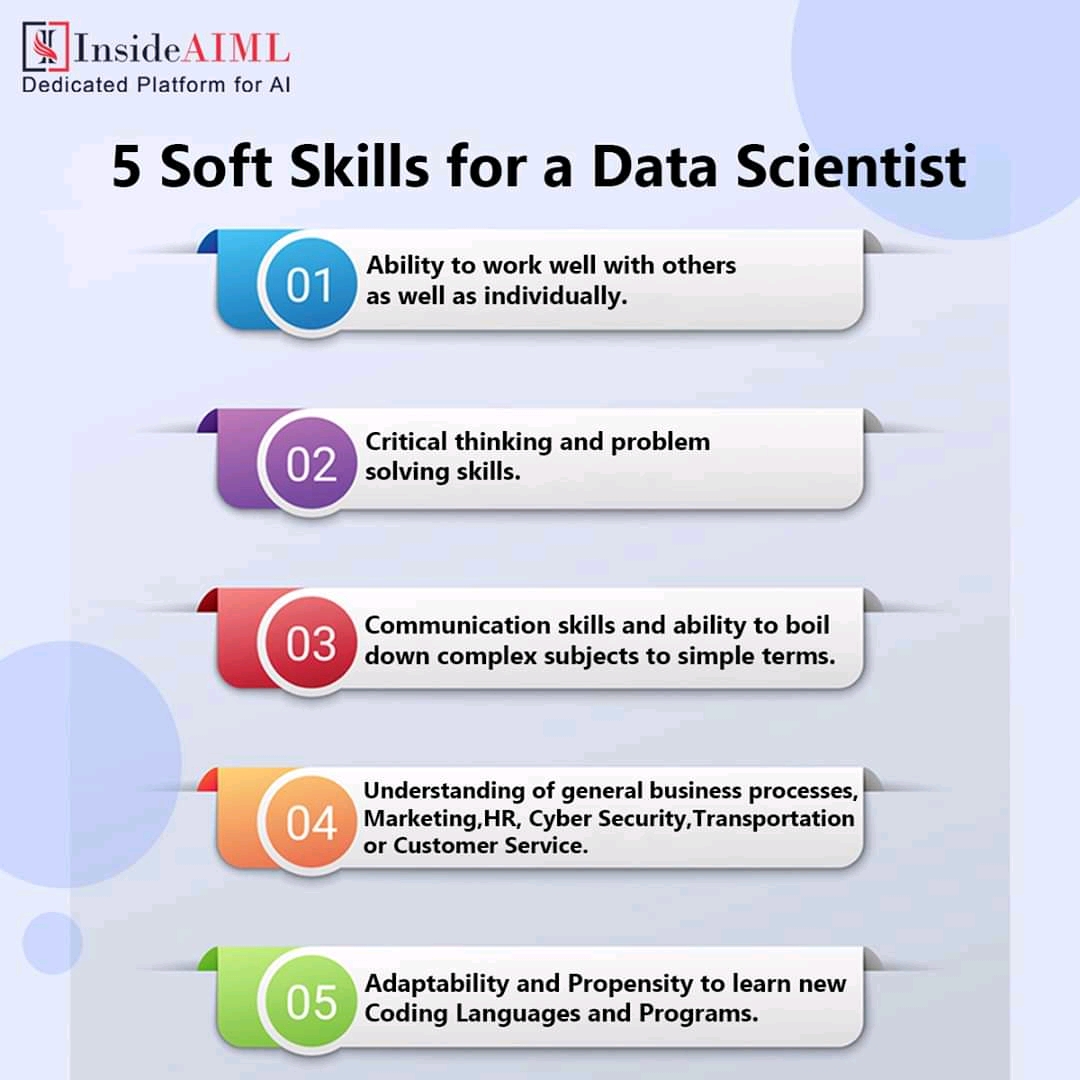 InsideAIML
Dedicated Platform for AI
5 Soft Skills for a Data Scientist
01
Ability to work well with others
as well as individually.
02
Critical thinking and problem
solving skills.
03
Communication skills and ability to boil
down complex subjects to simple terms.
04
Understanding of general business processes,
Marketing,HR, Cyber Security,Transportation
or Customer Service.
05
Adaptability and Propensity to learn new
Coding Languages and Programs.